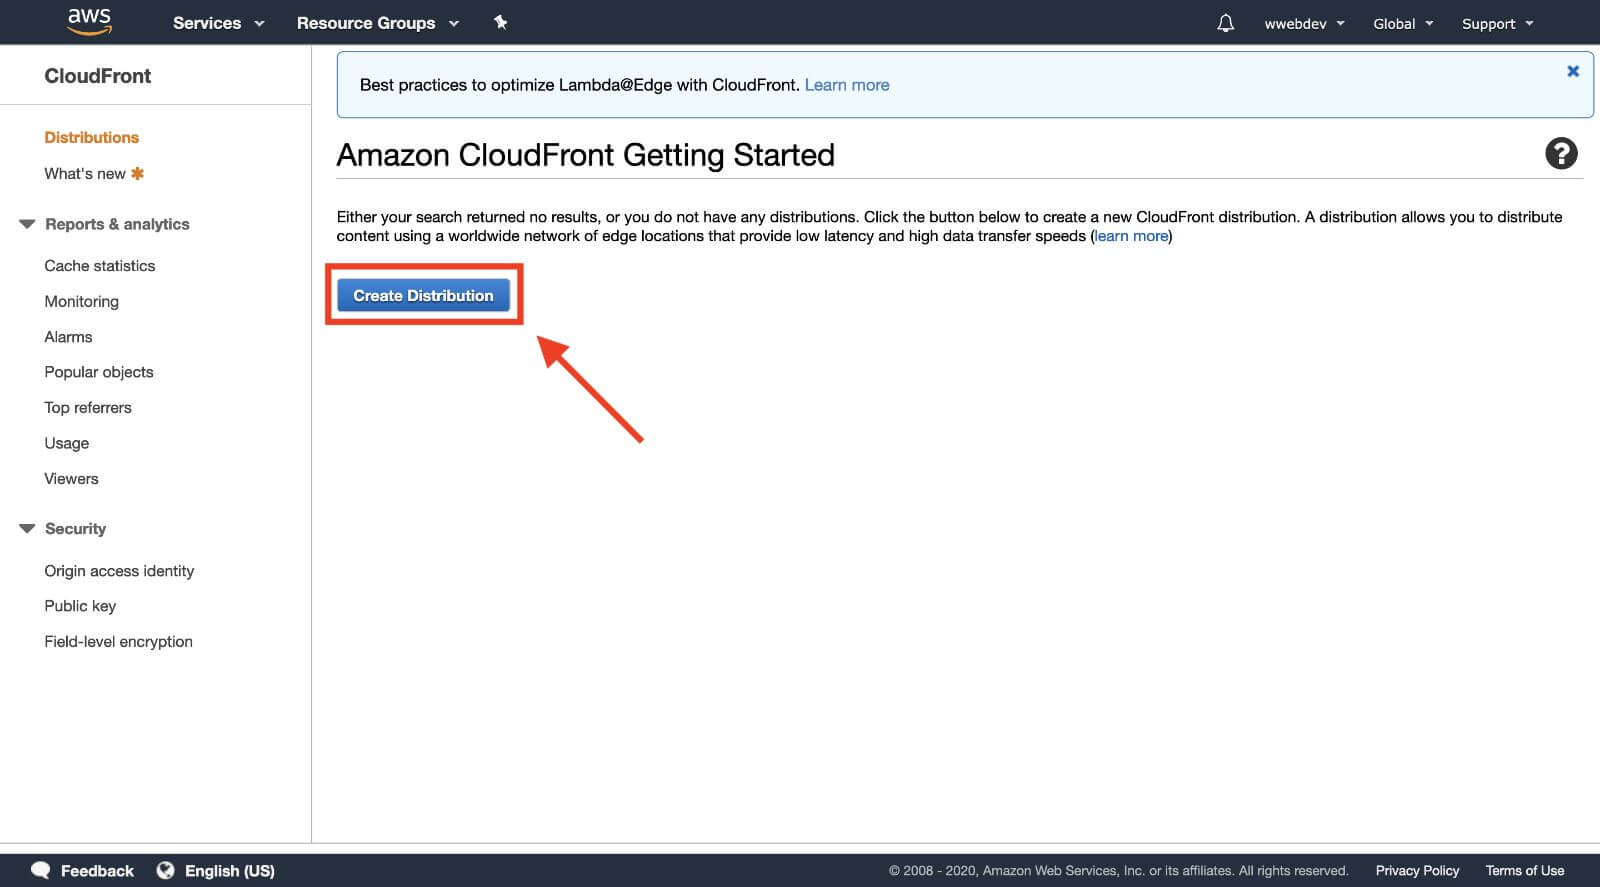 aws
Services
Resource Groups
wwebdev
Global
Support
CloudFront
Distributions
What's new
Reports & analytics
Cache statistics
Monitoring
Alarms
Popular objects
Top referrers
Usage
Viewers
Security
Origin access identity
Public key
Field-level encryption
Best practices to optimize Lambda@Edge with CloudFront. Learn more
Amazon CloudFront Getting Started
Either your search returned no results, or you do not have any distributions. Click the button below to create a new CloudFront distribution. A distribution allows you to distribute
content using a worldwide network of edge locations that provide low latency and high data transfer speeds (learn more)
Create Distribution
Feedback
English (US)
© 2008 - 2020, Amazon Web Services, Inc. or its affiliates. All rights reserved.
Privacy Policy
Terms of Use